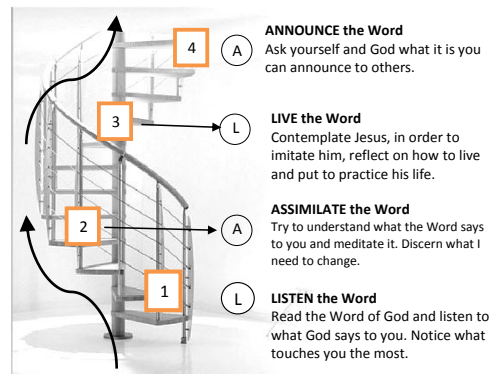 4
A
ANNOUNCE the Word
Ask yourself and God what it is you
can announce to others.
3
L
LIVE the Word
Contemplate Jesus, in order to
imitate him, reflect on how to live
and put to practice his life.
2
A
ASSIMILATE the Word
Try to understand what the Word says
to you and meditate it. Discern what I
need to change.
1
L
LISTEN the Word
Read the Word of God and listen to
what God says to you. Notice what
touches you the most.